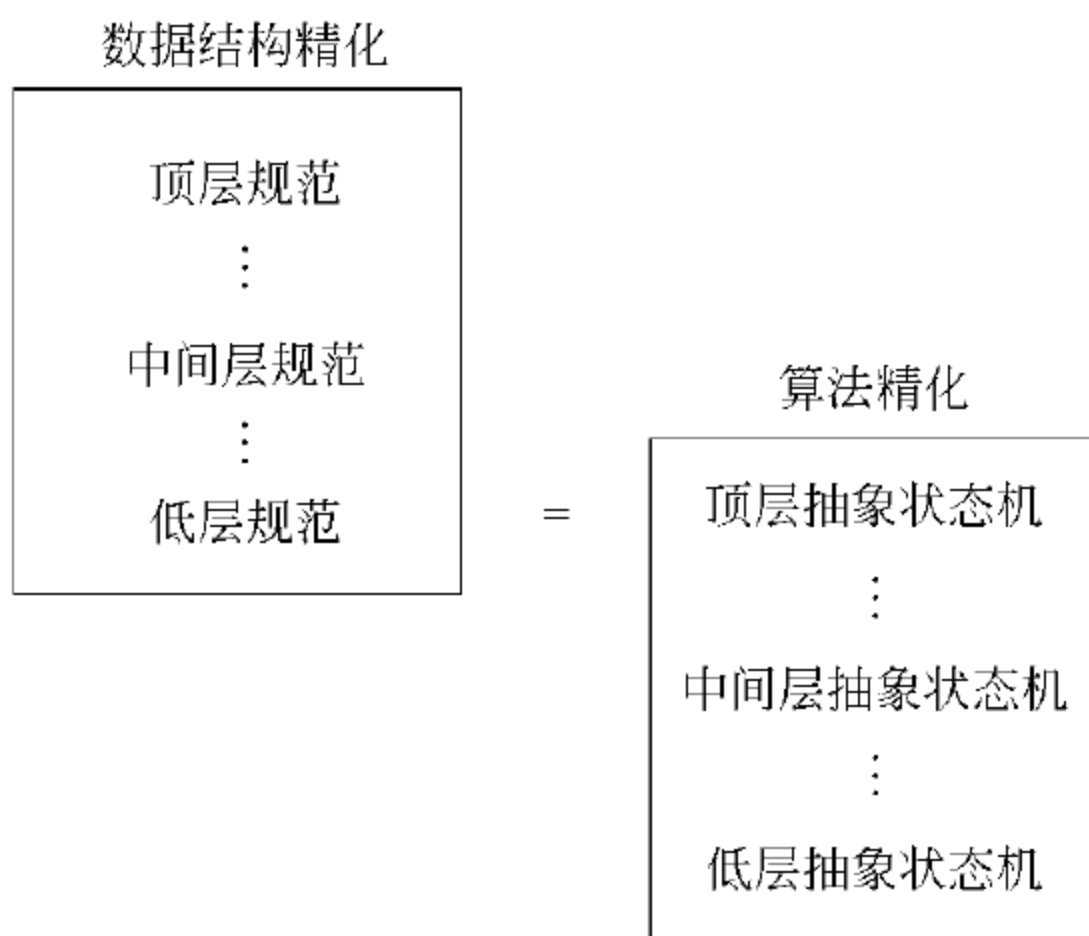 数据结构精化
顶层规范
⋮
中间层规范
⋮
低层规范
=
算法精化
顶层抽象状态机
⋮
中间层抽象状态机
⋮
低层抽象状态机